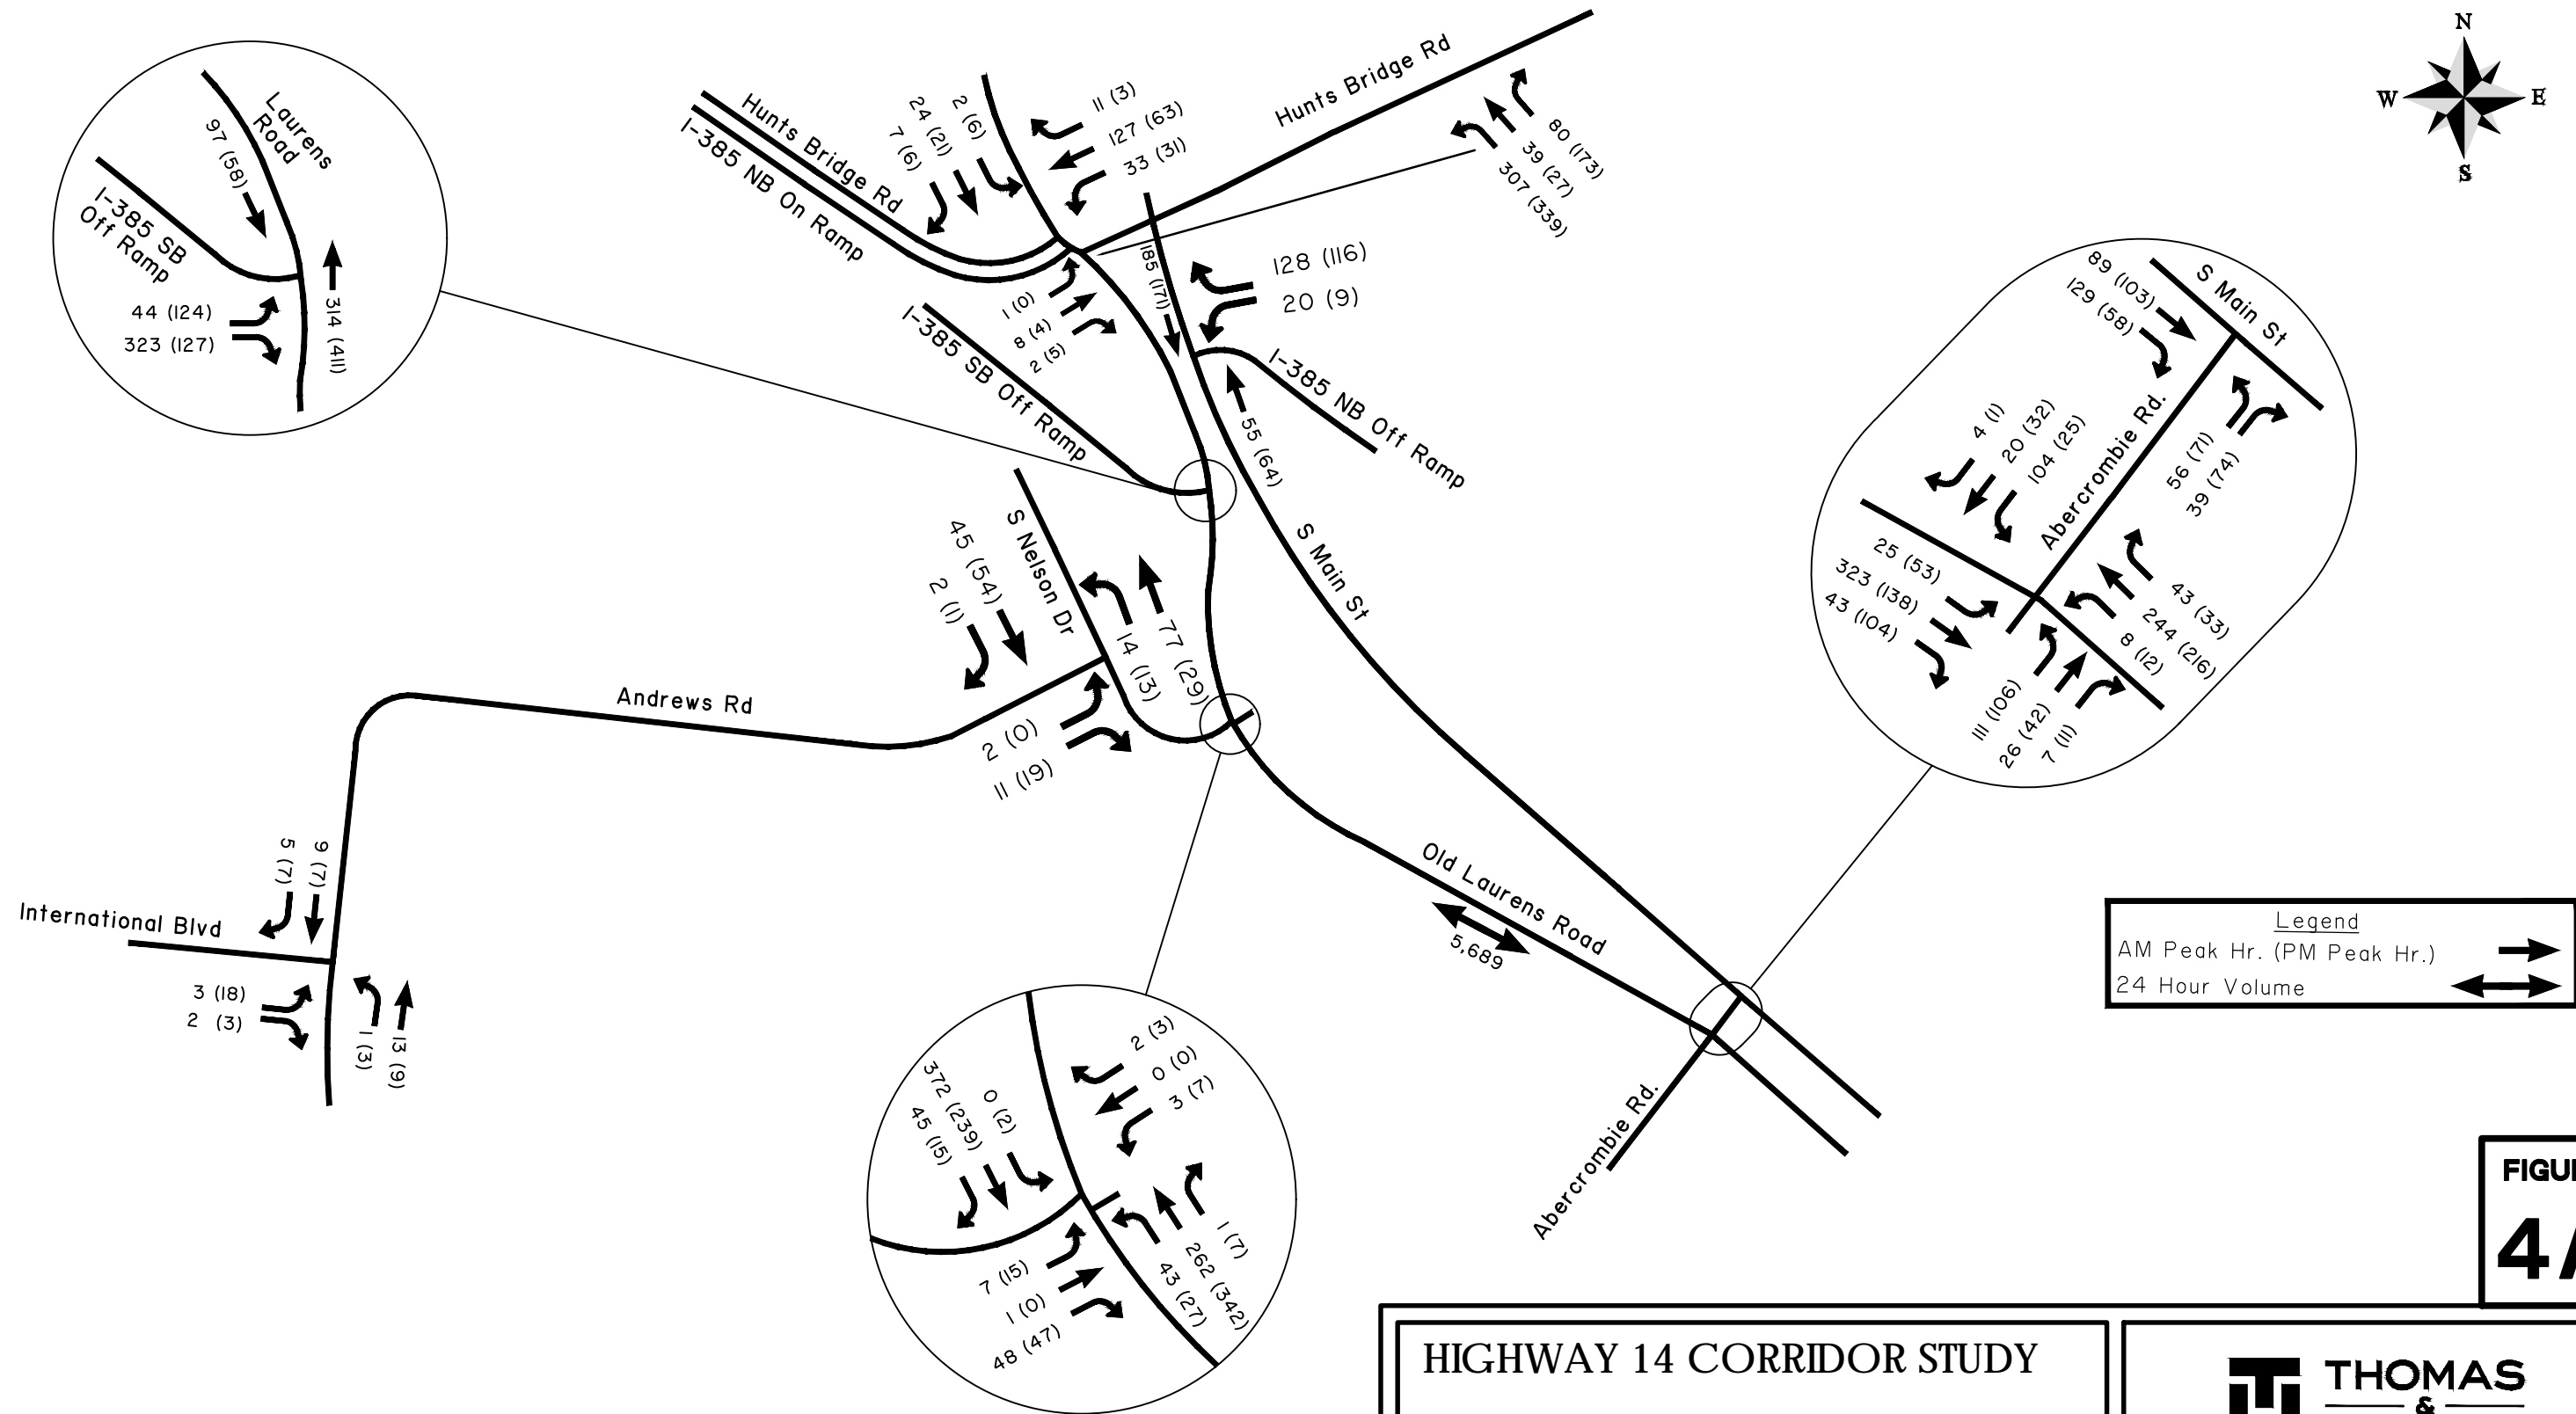 N
W
E
S
Laurens
Road
97 (58)
I-385 SB
Off Ramp
44 (124)
323 (127)
314 (411)
Hunts Bridge Rd
I-385 NB On Ramp
7 (6)
24 (21)
2 (6)
11 (3)
127 (63)
33 (31)
Hunts Bridge Rd
80 (173)
39 (27)
307 (339)
185 (171)
128 (116)
20 (9)
1 (0)
8 (4)
2 (5)
I-385 SB Off Ramp
I-385 NB Off Ramp
55 (64)
S Main St
89 (103)
129 (58)
S Main St
56 (71)
39 (74)
Abercrombie Rd.
4 (1)
20 (32)
104 (25)
25 (53)
323 (138)
43 (104)
43 (33)
244 (216)
8 (12)
111 (106)
26 (42)
7 (11)
S Nelson Dr
45 (54)
2 (1)
14 (13)
77 (29)
2 (0)
11 (19)
Andrews Rd
5 (7)
9 (7)
International Blvd
3 (18)
2 (3)
1 (3)
13 (9)
Old Laurens Road
5,689
Abercrombie Rd.
Legend
AM Peak Hr. (PM Peak Hr.)
24 Hour Volume
45 (15)
372 (239)
0 (2)
2 (3)
0 (0)
3 (7)
7 (15)
1 (0)
48 (47)
1 (7)
262 (342)
43 (27)
FIGU
4A
HIGHWAY 14 CORRIDOR STUDY
THOMAS
&